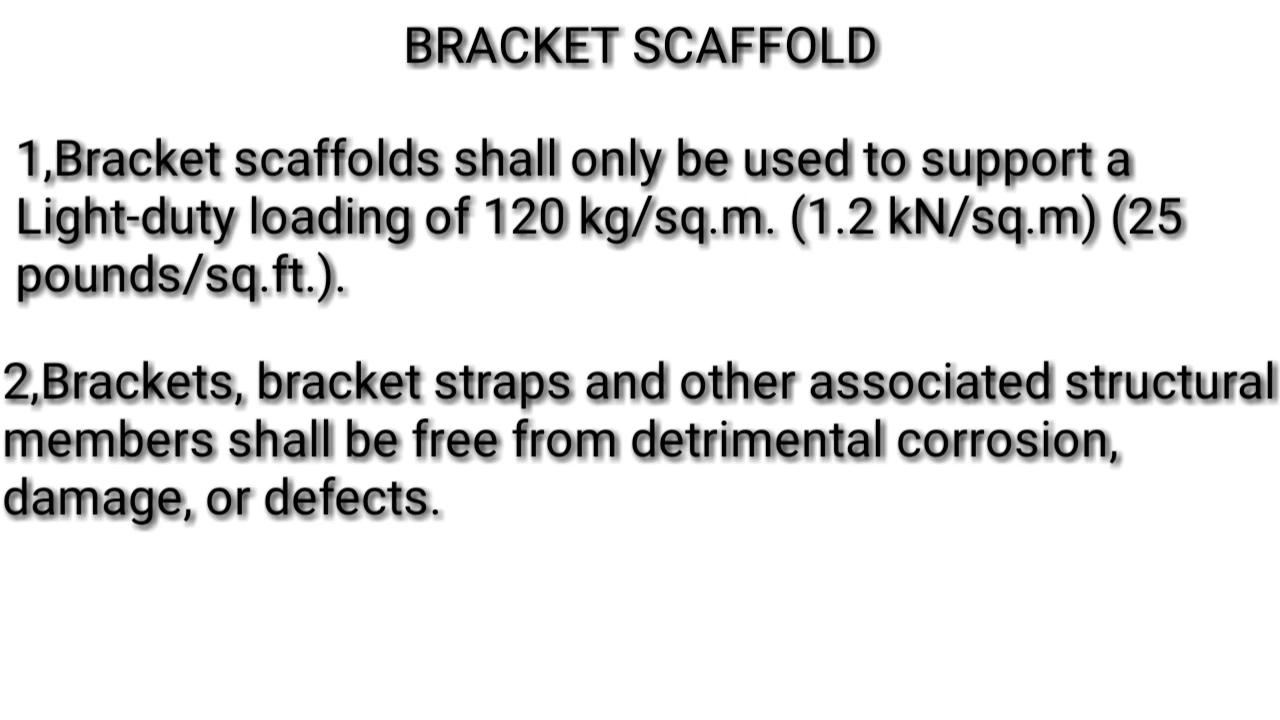 BRACKET SCAFFOLD
1,Bracket scaffolds shall only be used to support a
Light-duty loading of 120 kg/sq.m. (1.2 kN/sq.m) (25
pounds/sq.ft.).
2,Brackets, bracket straps and other associated structural
members shall be free from detrimental corrosion,
damage, or defects.